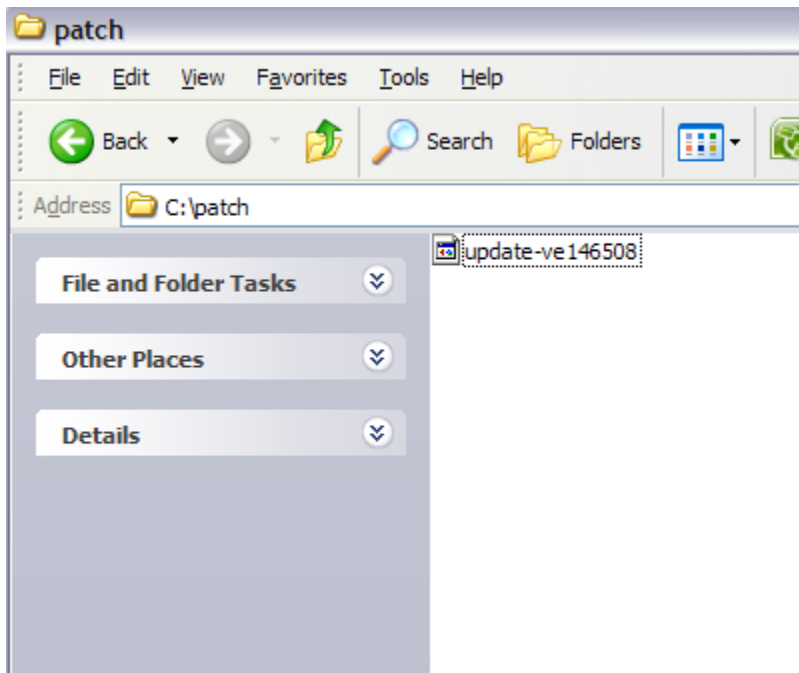 patch
File Edit View Favorites Tools Help
Back Search Folders
Address C:\patch
update-ve146508
File and Folder Tasks
Other Places
Details